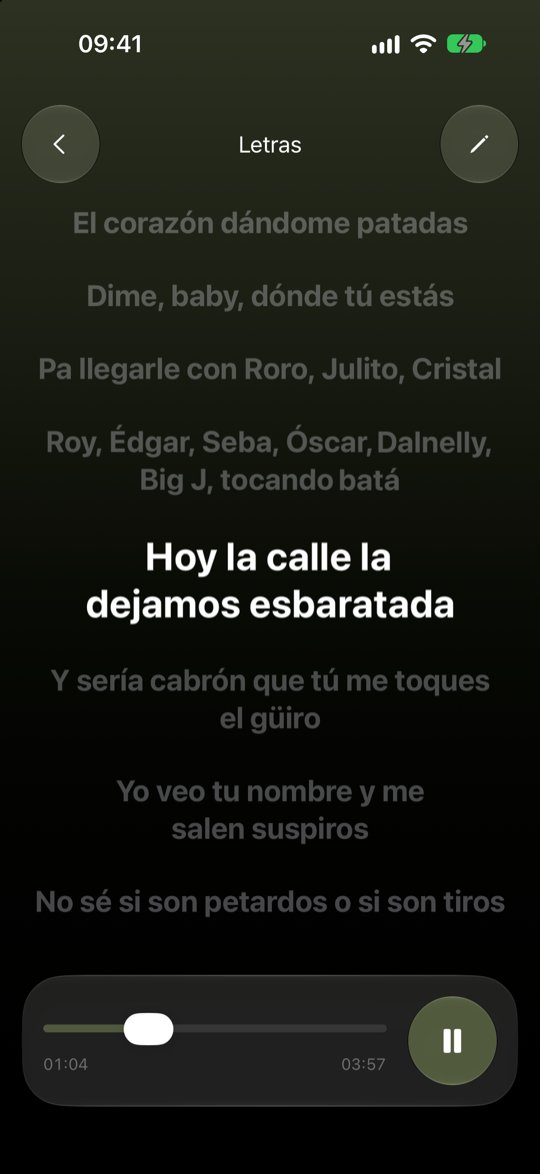 09:41
Letras
El corazón dándome patadas
Dime, baby, dónde tú estás
Pa llegarle con Roro, Julito, Cristal
Roy, Édgar, Seba, Óscar, Dalnelly,
Big J, tocando batá
Hoy la calle la
dejamos esbaratada
Y sería cabrón que tú me toques
el güiro
Yo veo tu nombre y me
salen suspiros
No sé si son petardos o si son tiros
01:04
03:57